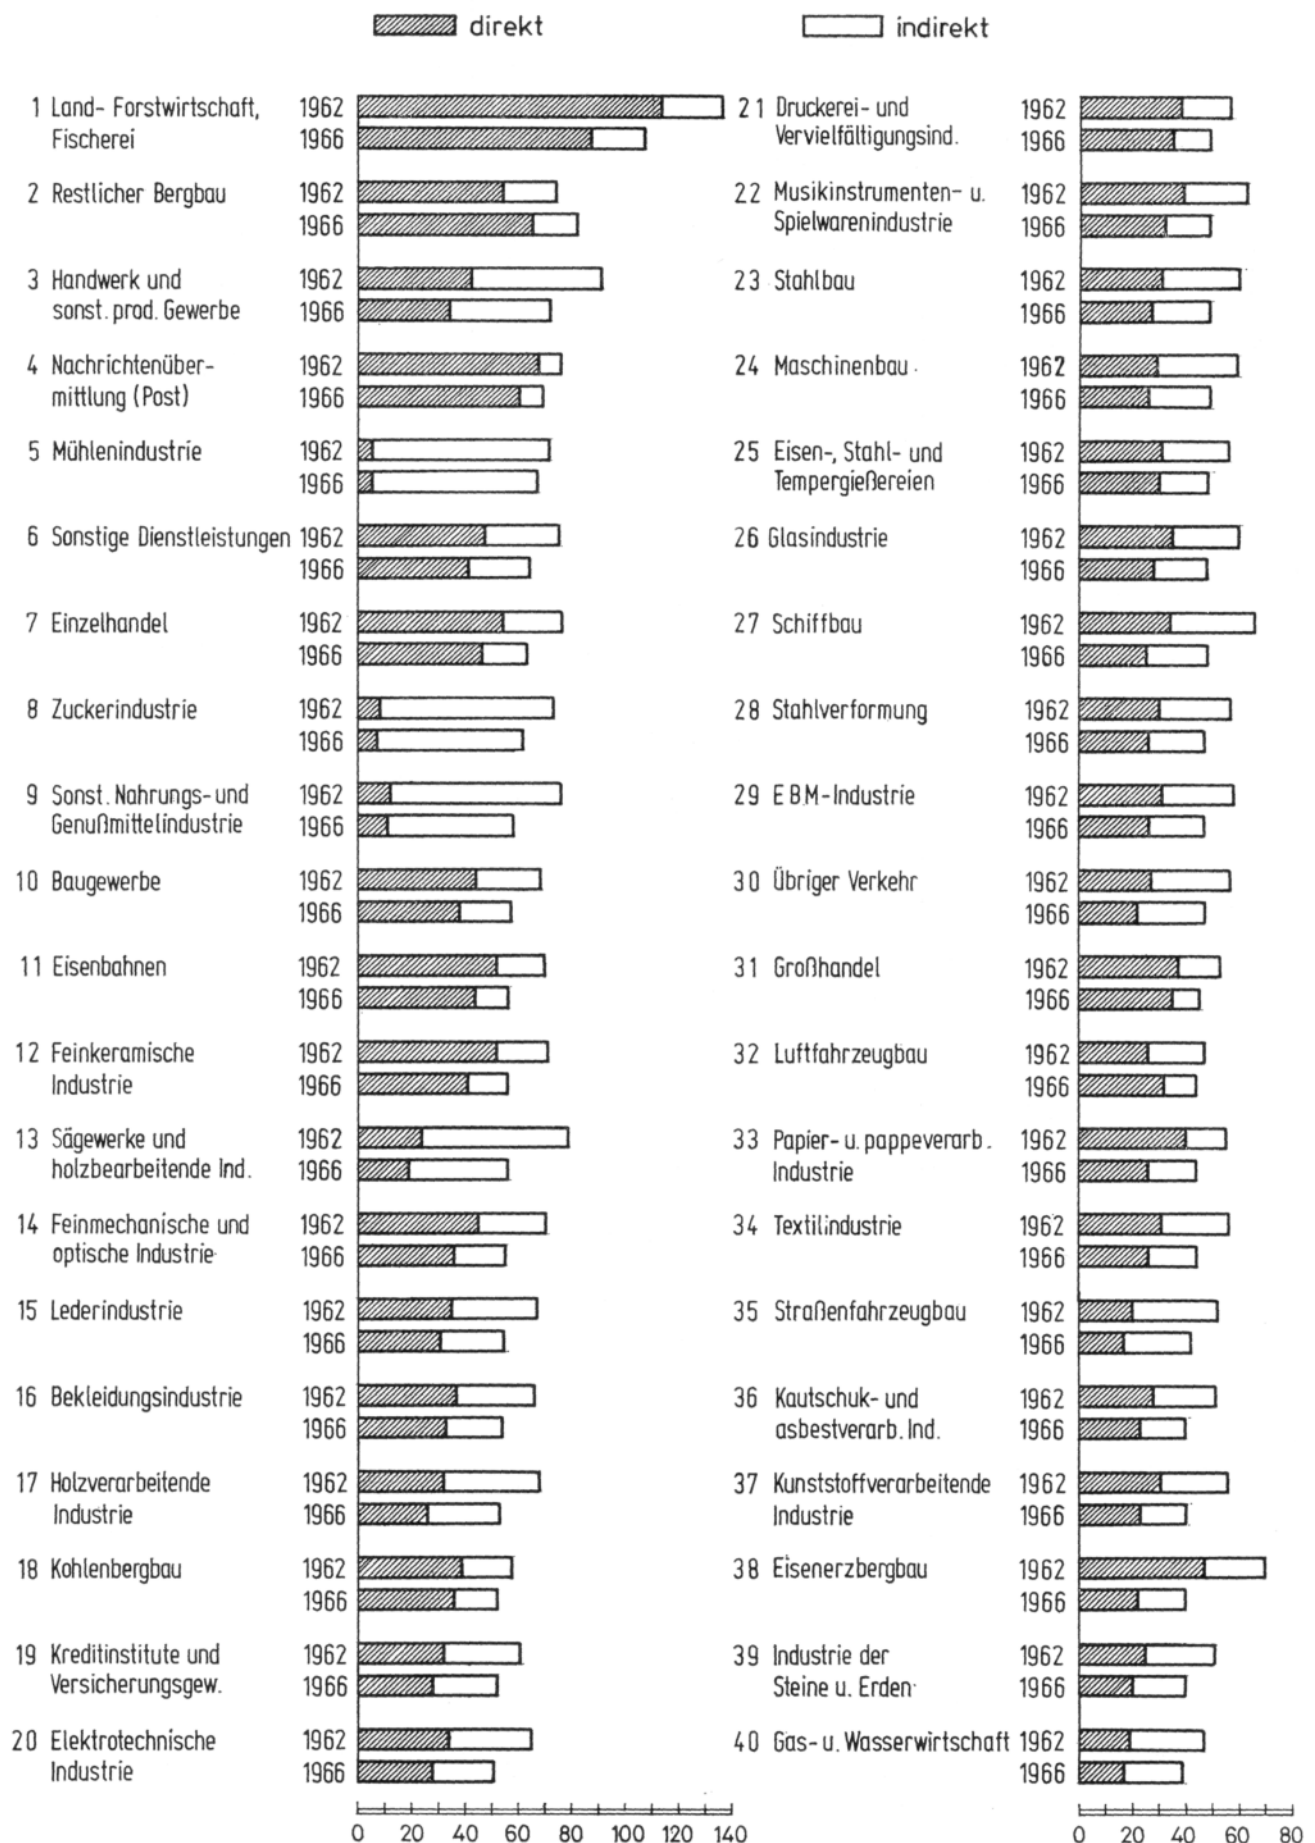 direkt
indirekt
1 Land- Forstwirtschaft, 1962
Fischerei 1966
2 Restlicher Bergbau 1962
1966
3 Handwerk und 1962
sonst. prod. Gewerbe 1966
4 Nachrichtenüber- 1962
mittlung (Post) 1966
5 Mühlenindustrie 1962
1966
6 Sonstige Dienstleistungen 1962
1966
7 Einzelhandel 1962
1966
8 Zuckerindustrie 1962
1966
9 Sonst. Nahrungs- und 1962
Genußmittelindustrie 1966
10 Baugewerbe 1962
1966
11 Eisenbahnen 1962
1966
12 Feinkeramische 1962
Industrie 1966
13 Sägewerke und 1962
holzbearbeitende Ind. 1966
14 Feinmechanische und 1962
optische Industrie 1966
15 Lederindustrie 1962
1966
16 Bekleidungsindustrie 1962
1966
17 Holzverarbeitende 1962
Industrie 1966
18 Kohlenbergbau 1962
1966
19 Kreditinstitute und 1962
Versicherungsgew. 1966
20 Elektrotechnische 1962
Industrie 1966
0 20 40 60 80 100 120 140
21 Druckerei- und 1962
Vervielfältigungsind. 1966
22 Musikinstrumenten- u. 1962
Spielwarenindustrie 1966
23 Stahlbau 1962
1966
24 Maschinenbau 1962
1966
25 Eisen-, Stahl- und 1962
Tempergießereien 1966
26 Glasindustrie 1962
1966
27 Schiffbau 1962
1966
28 Stahlverformung 1962
1966
29 EBM-Industrie 1962
1966
30 Übriger Verkehr 1962
1966
31 Großhandel 1962
1966
32 Luftfahrzeugbau 1962
1966
33 Papier- u. pappeverarb. 1962
Industrie 1966
34 Textilindustrie 1962
1966
35 Straßenfahrzeugbau 1962
1966
36 Kautschuk- und 1962
asbestverarb. Ind. 1966
37 Kunststoffverarbeitende 1962
Industrie 1966
38 Eisenerzbergbau 1962
1966
39 Industrie der 1962
Steine u. Erden 1966
40 Gas- u. Wasserwirtschaft 1962
1966
0 20 40 60 80